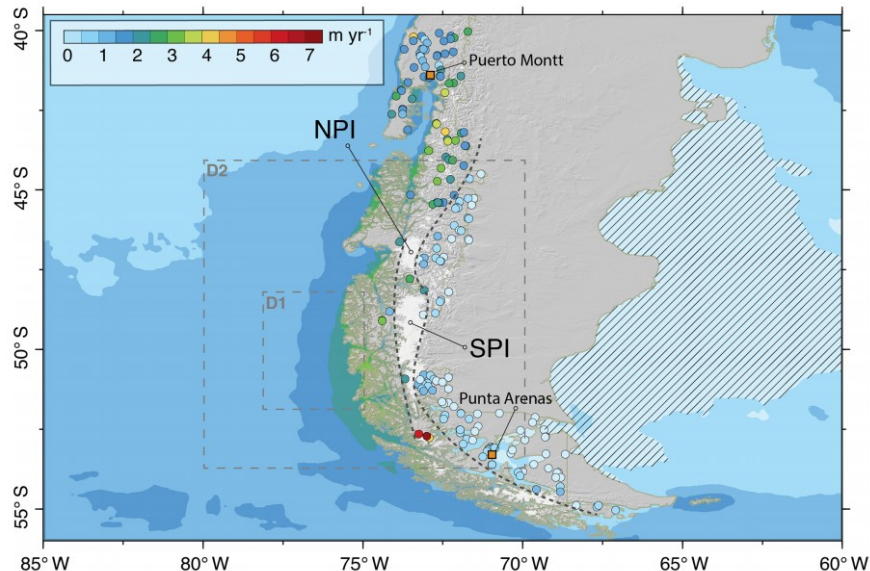 0 1 2 3 4 5 6 7 m yr⁻¹
40°S
Puerto Montt
NPI
D2
45°S
D1
50°S
SPI
Punta Arenas
55°S
85°W 80°W 75°W 70°W 65°W 60°W